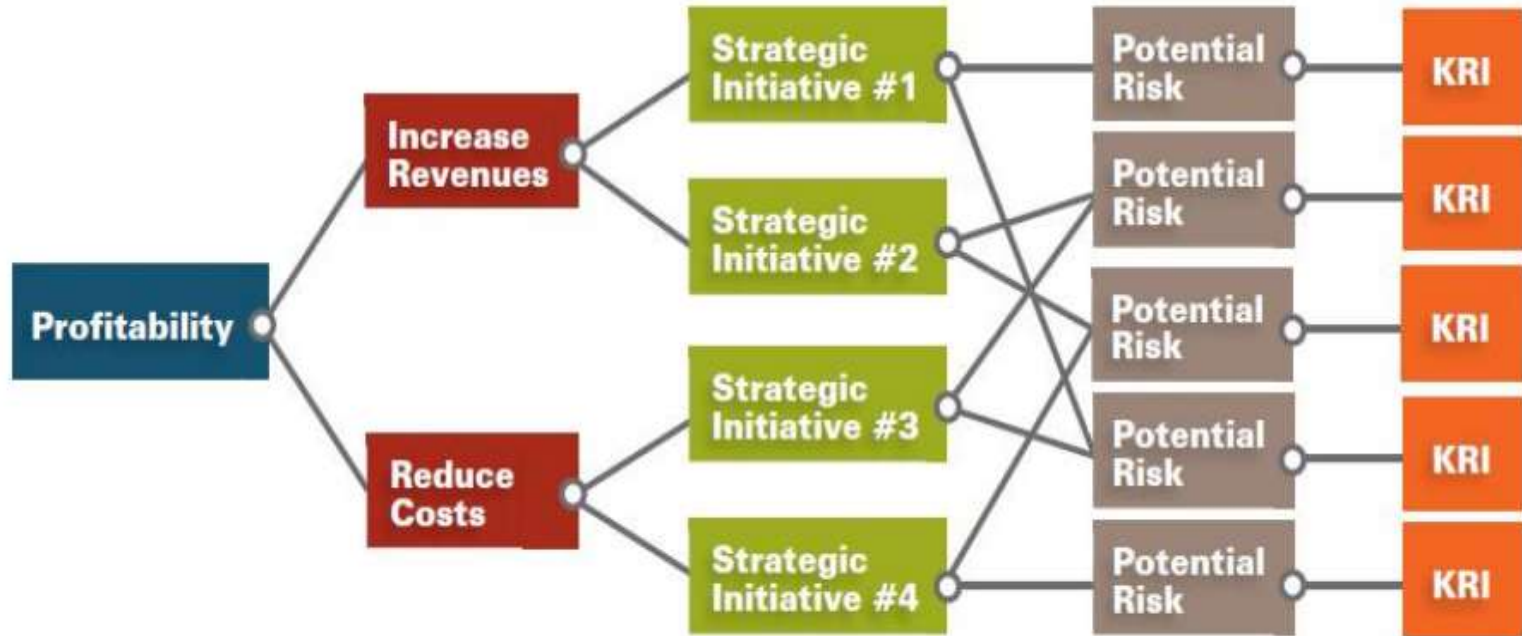 Profitability
Increase
Revenues
Reduce
Costs
Strategic
Initiative #1
Strategic
Initiative #2
Strategic
Initiative #3
Strategic
Initiative #4
Potential
Risk
Potential
Risk
Potential
Risk
Potential
Risk
Potential
Risk
KRI
KRI
KRI
KRI
KRI